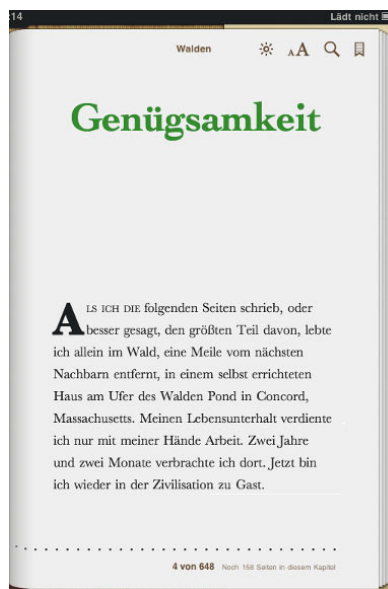 :14 Lädt nicht
Walden
AA
Genügsamkeit
ALS ICH DIE folgenden Seiten schrieb, oder
besser gesagt, den größten Teil davon, lebte
ich allein im Wald, eine Meile vom nächsten
Nachbarn entfernt, in einem selbst errichteten
Haus am Ufer des Walden Pond in Concord,
Massachusetts. Meinen Lebensunterhalt verdiente
ich nur mit meiner Hände Arbeit. Zwei Jahre
und zwei Monate verbrachte ich dort. Jetzt bin
ich wieder in der Zivilisation zu Gast.
4 von 648 Noch 168 Seiten in diesem Kapitel